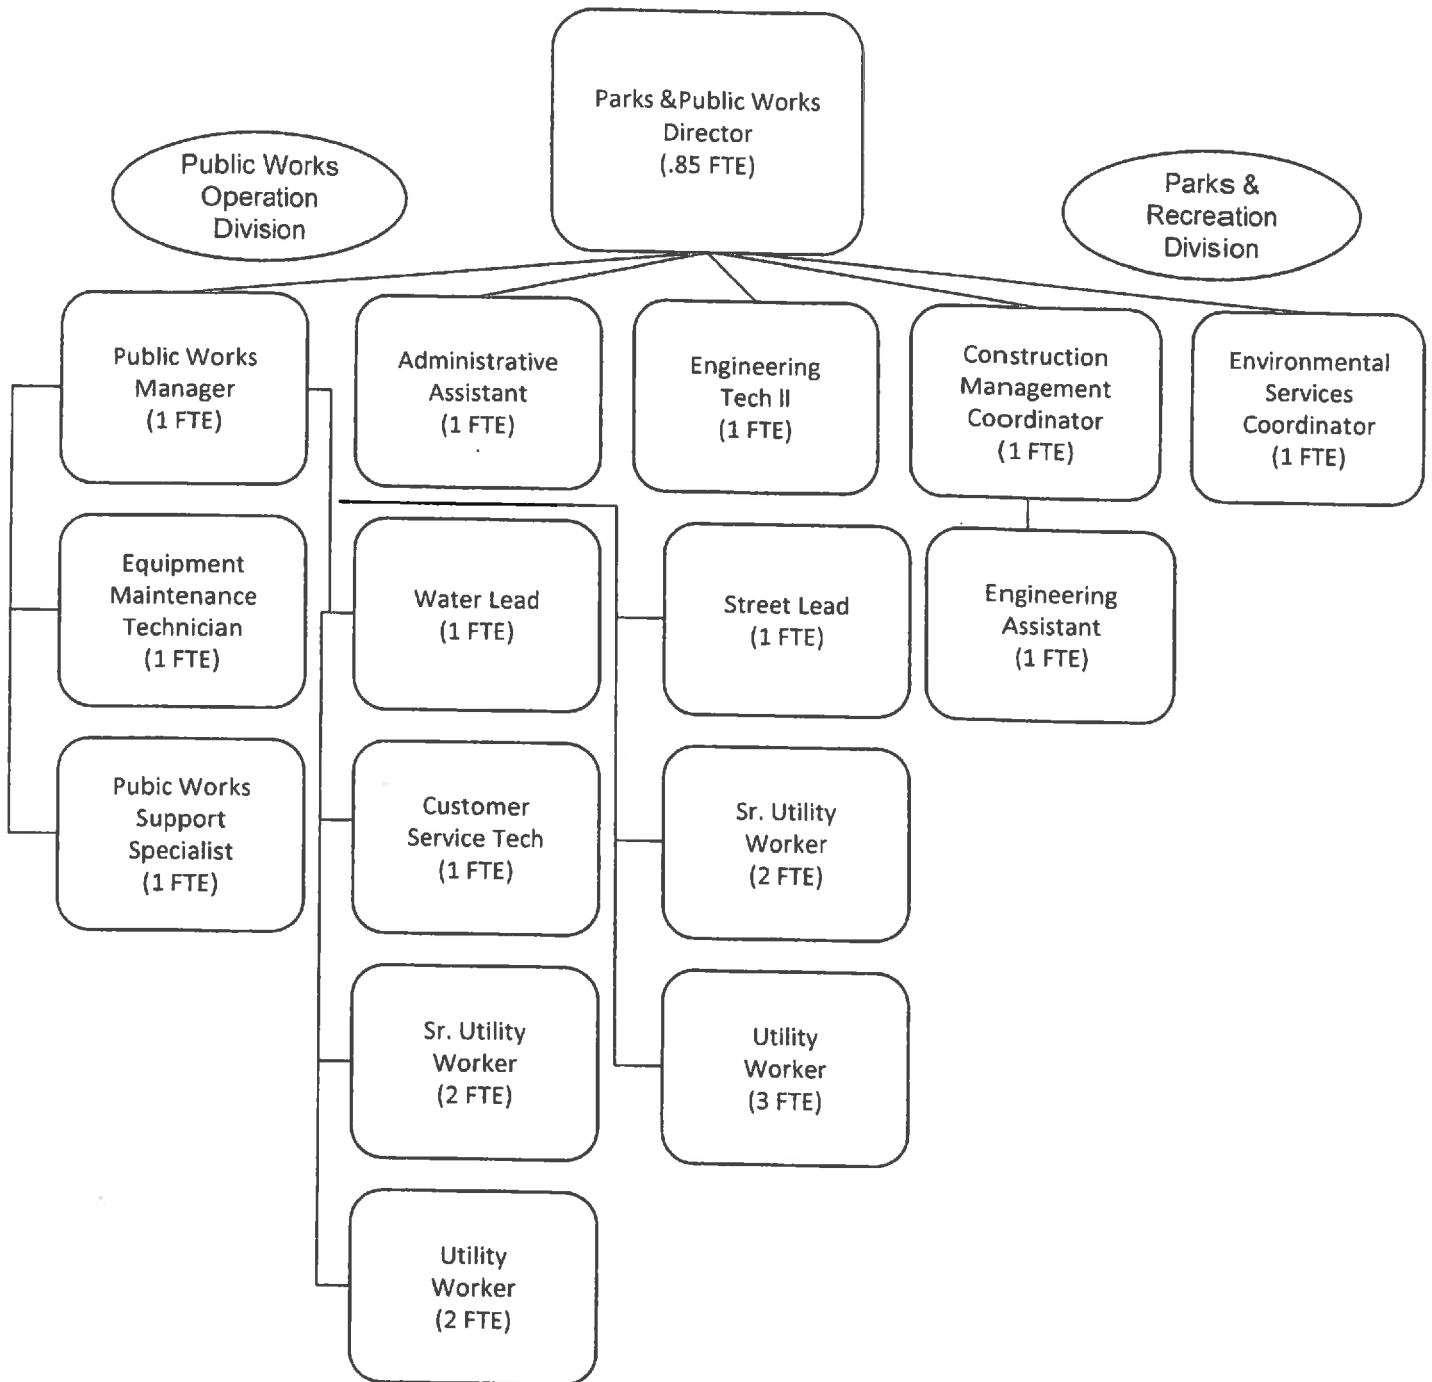 Parks &Public Works
Director
(.85 FTE)
Public Works
Operation
Division
Parks &
Recreation
Division
Public Works
Manager
(1 FTE)
Administrative
Assistant
(1 FTE)
Engineering
Tech II
(1 FTE)
Construction
Management
Coordinator
(1 FTE)
Environmental
Services
Coordinator
(1 FTE)
Equipment
Maintenance
Technician
(1 FTE)
Water Lead
(1 FTE)
Street Lead
(1 FTE)
Engineering
Assistant
(1 FTE)
Pubic Works
Support
Specialist
(1 FTE)
Customer
Service Tech
(1 FTE)
Sr. Utility
Worker
(2 FTE)
Sr. Utility
Worker
(2 FTE)
Utility
Worker
(3 FTE)
Utility
Worker
(2 FTE)